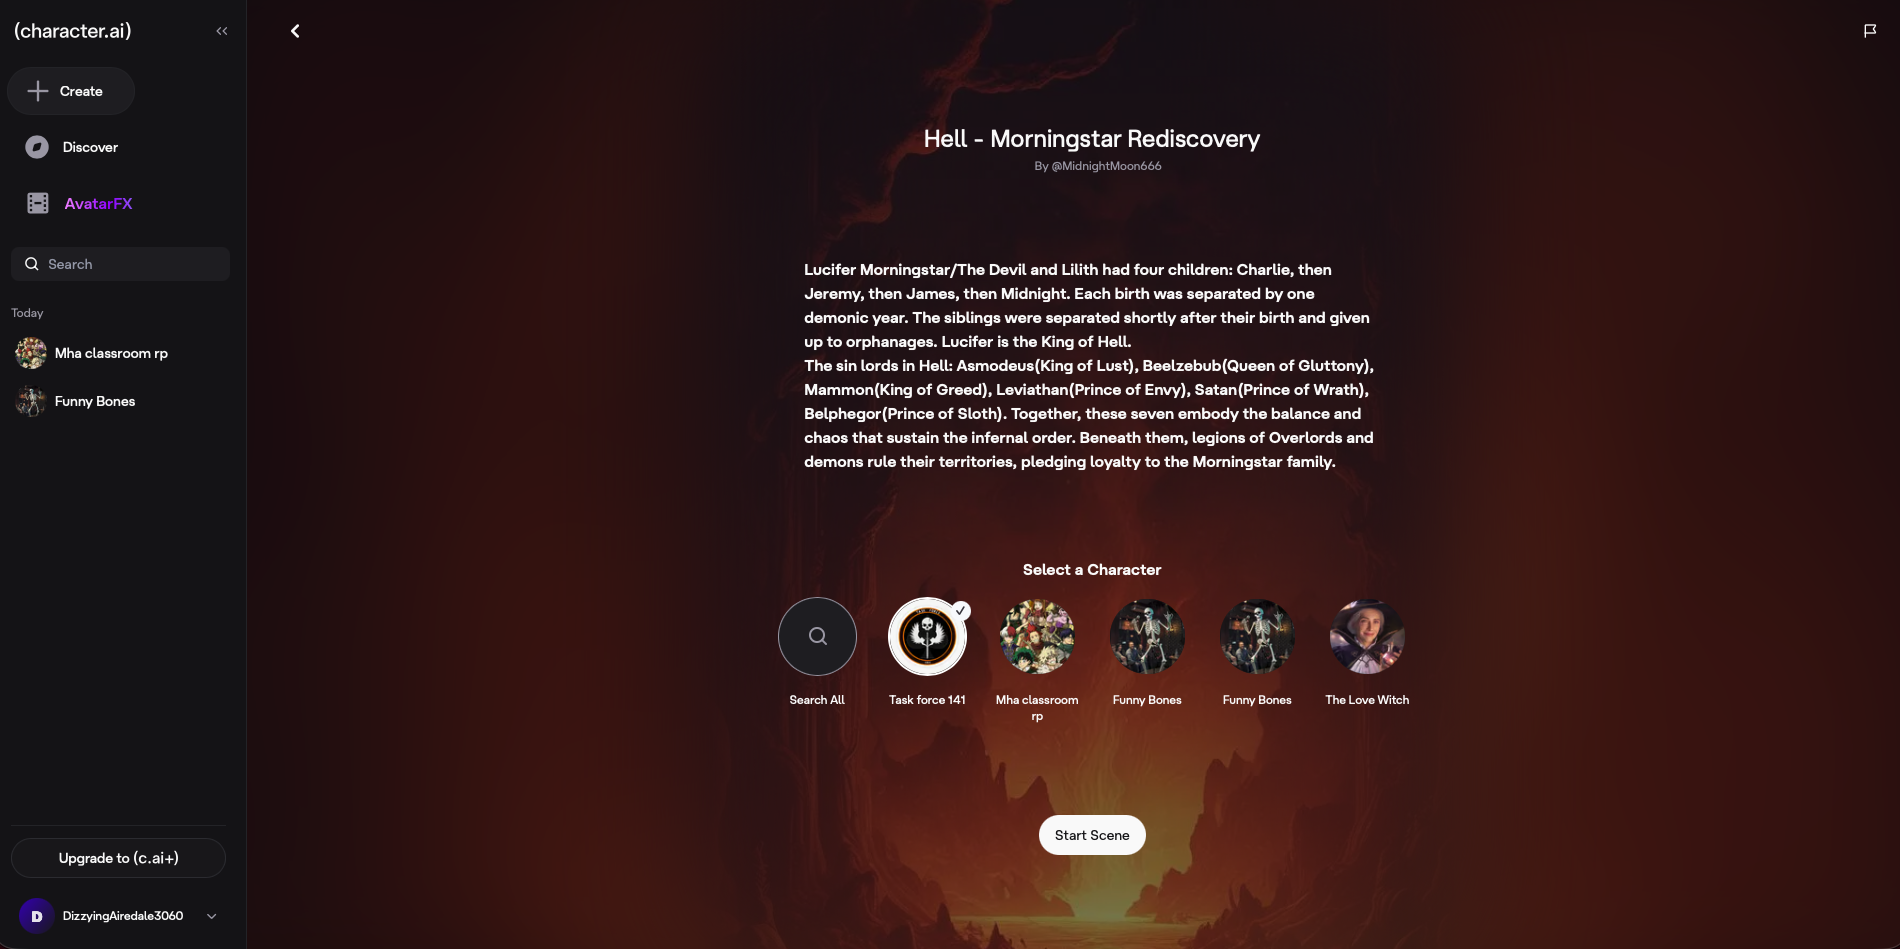 (character.ai)
Create
Discover
AvatarFX
Search
Today
Mha classroom rp
Funny Bones
Upgrade to (c.ai+)
D
DizzyingAiredale3060
Hell - Morningstar Rediscovery
By @MidnightMoon666
Lucifer Morningstar/The Devil and Lilith had four children: Charlie, then
Jeremy, then James, then Midnight. Each birth was separated by one
demonic year. The siblings were separated shortly after their birth and given
up to orphanages. Lucifer is the King of Hell.
The sin lords in Hell: Asmodeus(King of Lust), Beelzebub(Queen of Gluttony),
Mammon(King of Greed), Leviathan(Prince of Envy), Satan(Prince of Wrath),
Belphegor(Prince of Sloth). Together, these seven embody the balance and
chaos that sustain the infernal order. Beneath them, legions of Overlords and
demons rule their territories, pledging loyalty to the Morningstar family.
Select a Character
Search All
Task force 141
Mha classroom
rp
Funny Bones
Funny Bones
The Love Witch
Start Scene